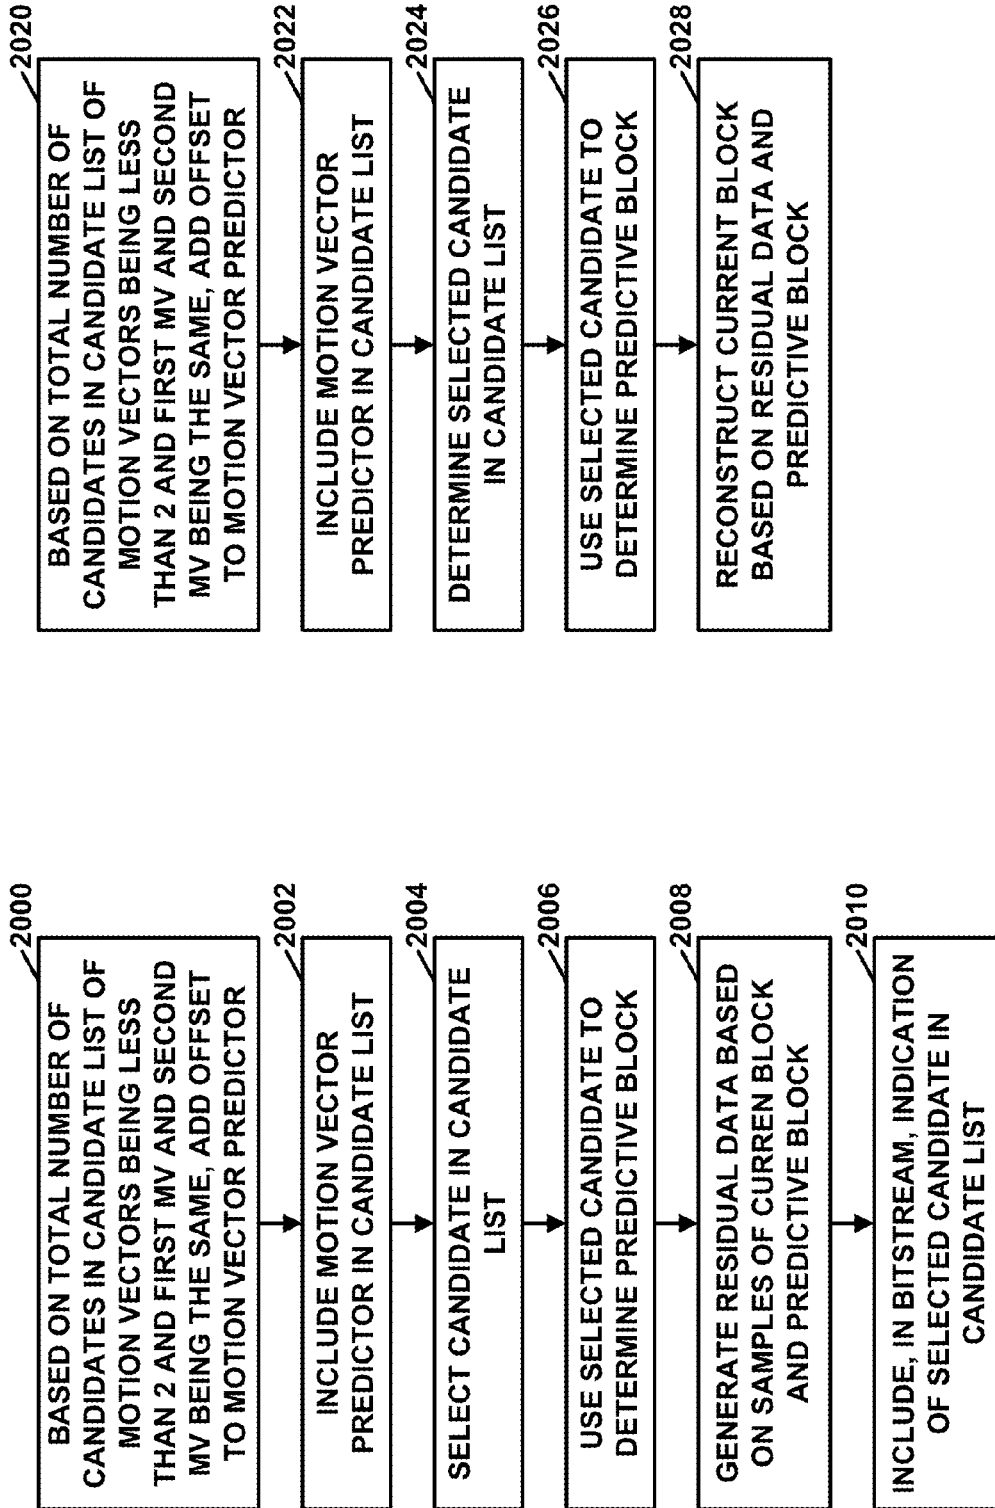 2000
BASED ON TOTAL NUMBER OF
CANDIDATES IN CANDIDATE LIST OF
MOTION VECTORS BEING LESS
THAN 2 AND FIRST MV AND SECOND
MV BEING THE SAME, ADD OFFSET
TO MOTION VECTOR PREDICTOR
2002
INCLUDE MOTION VECTOR
PREDICTOR IN CANDIDATE LIST
2004
SELECT CANDIDATE IN CANDIDATE
LIST
2006
USE SELECTED CANDIDATE TO
DETERMINE PREDICTIVE BLOCK
2008
GENERATE RESIDUAL DATA BASED
ON SAMPLES OF CURREN BLOCK
AND PREDICTIVE BLOCK
2010
INCLUDE, IN BITSTREAM, INDICATION
OF SELECTED CANDIDATE IN
CANDIDATE LIST
2020
BASED ON TOTAL NUMBER OF
CANDIDATES IN CANDIDATE LIST OF
MOTION VECTORS BEING LESS
THAN 2 AND FIRST MV AND SECOND
MV BEING THE SAME, ADD OFFSET
TO MOTION VECTOR PREDICTOR
2022
INCLUDE MOTION VECTOR
PREDICTOR IN CANDIDATE LIST
2024
DETERMINE SELECTED CANDIDATE
IN CANDIDATE LIST
2026
USE SELECTED CANDIDATE TO
DETERMINE PREDICTIVE BLOCK
2028
RECONSTRUCT CURRENT BLOCK
BASED ON RESIDUAL DATA AND
PREDICTIVE BLOCK